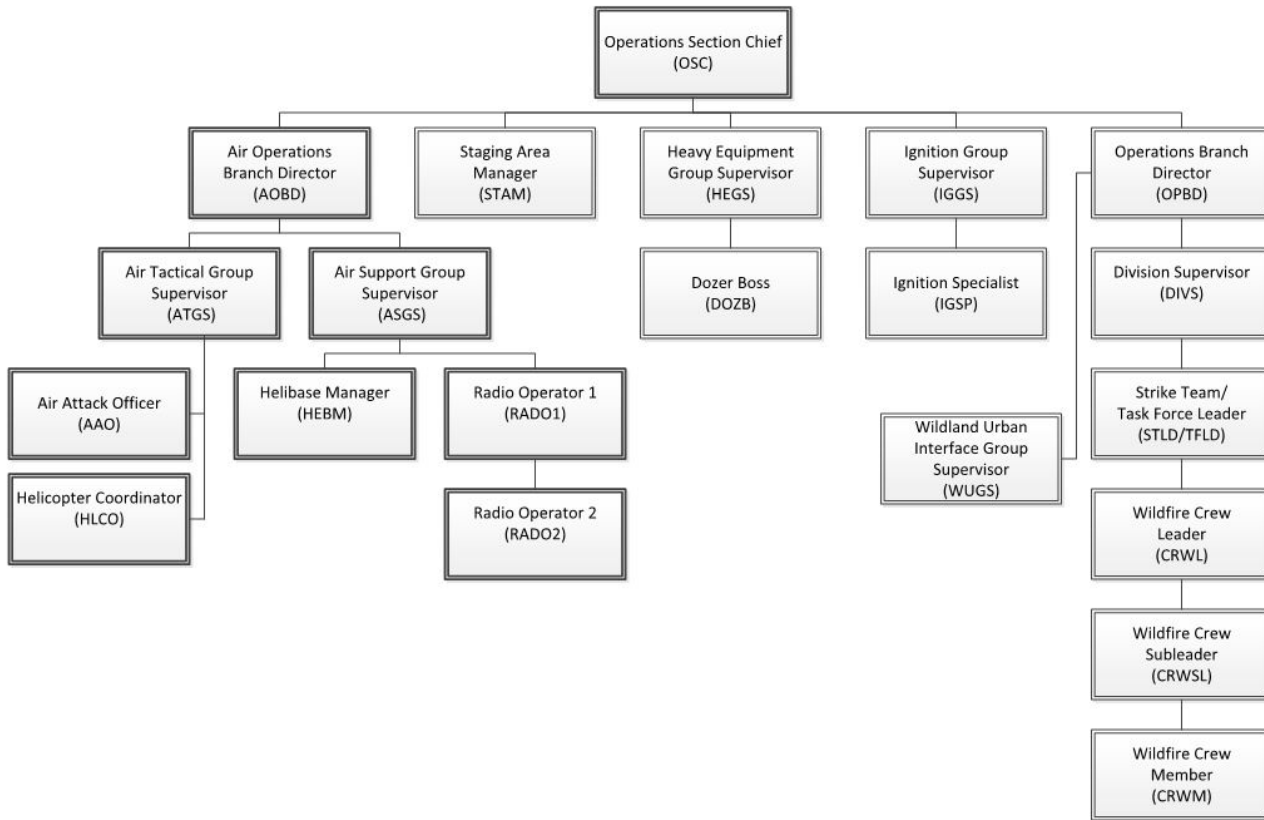 Operations Section Chief
(OSC)
Air Operations
Branch Director
(AOBD)
Staging Area
Manager
(STAM)
Heavy Equipment
Group Supervisor
(HEGS)
Ignition Group
Supervisor
(IGGS)
Operations Branch
Director
(OPBD)
Air Tactical Group
Supervisor
(ATGS)
Air Support Group
Supervisor
(ASGS)
Dozer Boss
(DOZB)
Ignition Specialist
(IGSP)
Division Supervisor
(DIVS)
Air Attack Officer
(AAO)
Helibase Manager
(HEBM)
Radio Operator 1
(RADO1)
Strike Team/
Task Force Leader
(STLD/TFLD)
Wildland Urban
Interface Group
Supervisor
(WUGS)
Helicopter Coordinator
(HLCO)
Radio Operator 2
(RADO2)
Wildfire Crew
Leader
(CRWL)
Wildfire Crew
Subleader
(CRWSL)
Wildfire Crew
Member
(CRWM)